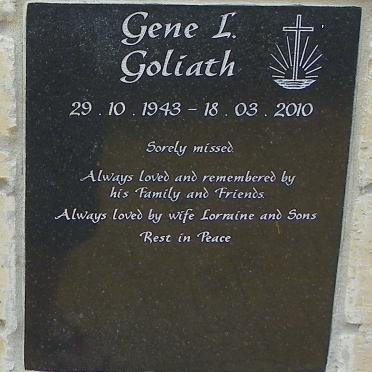 Gene L.
Goliath
29 . 10 . 1943 - 18 . 03 . 2010
Sorely missed.
Always loved and remembered by
his Family and Friends.
Always loved by wife Lorraine and Sons
Rest in Peace